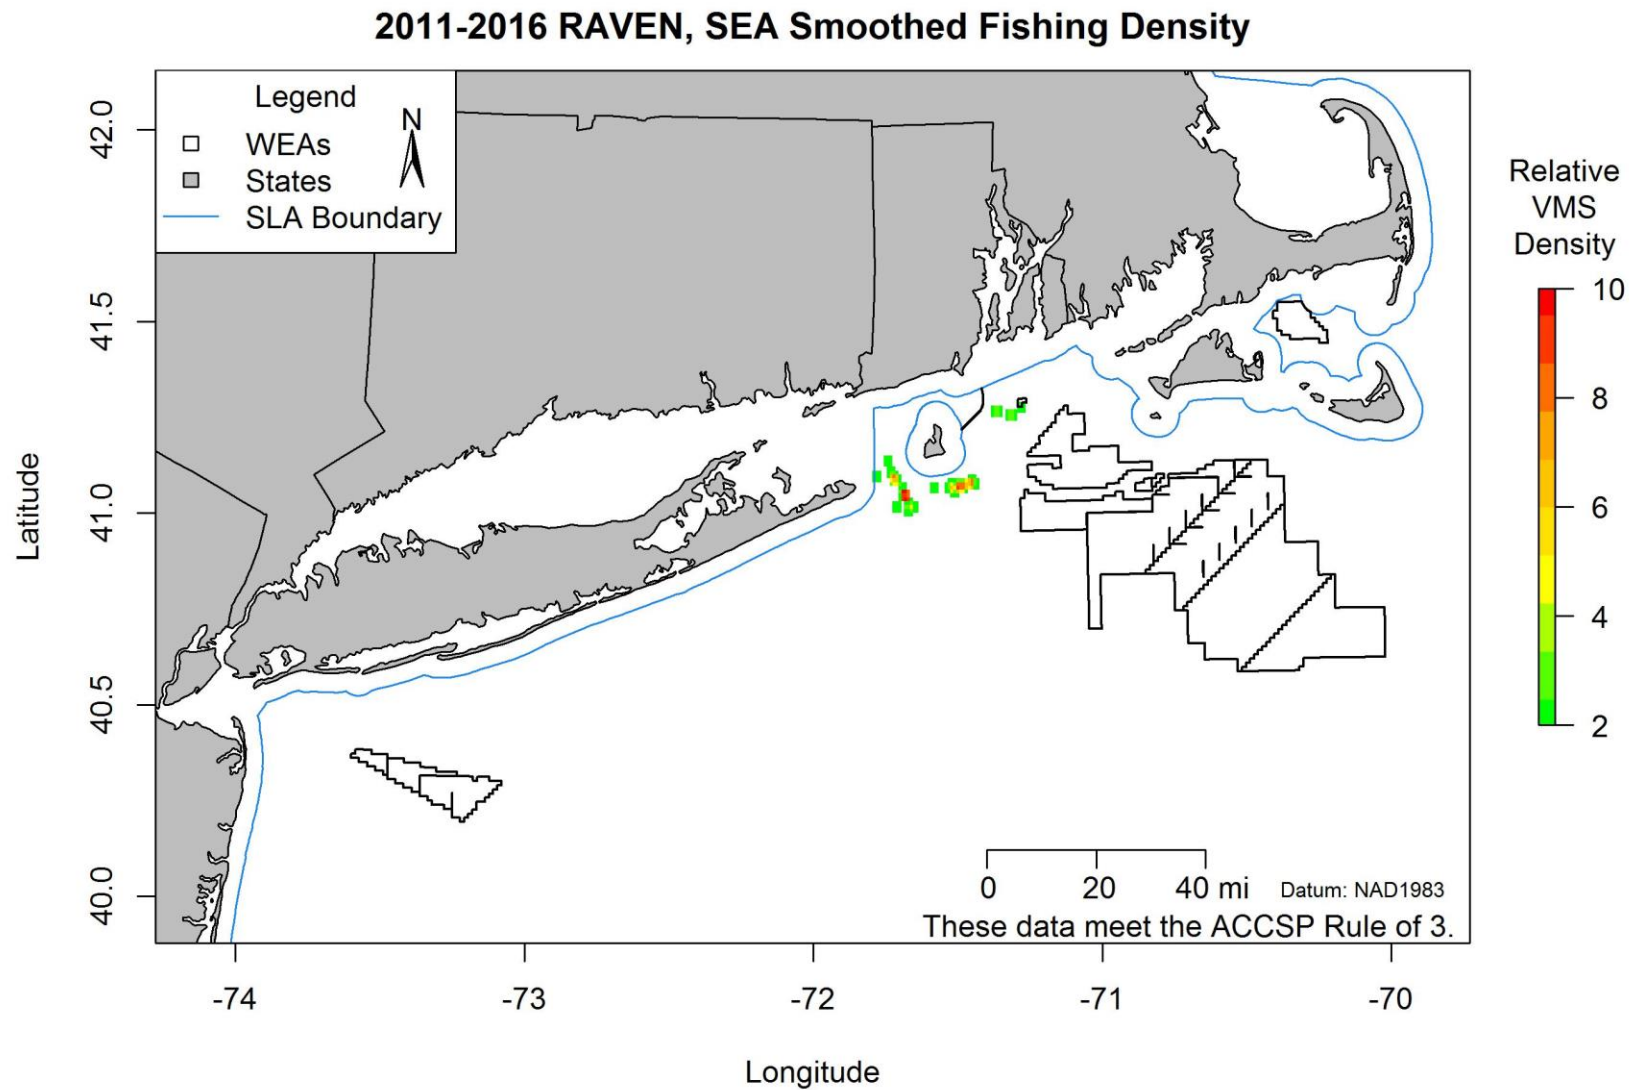 2011-2016 RAVEN, SEA Smoothed Fishing Density
Legend
N
WEAs
States
SLA Boundary
Latitude
42.0
41.5
41.0
40.5
40.0
Relative
VMS
Density
10
8
6
4
2
0 20 40 mi Datum: NAD1983
These data meet the ACCSP Rule of 3.
-74 -73 -72 -71 -70
Longitude